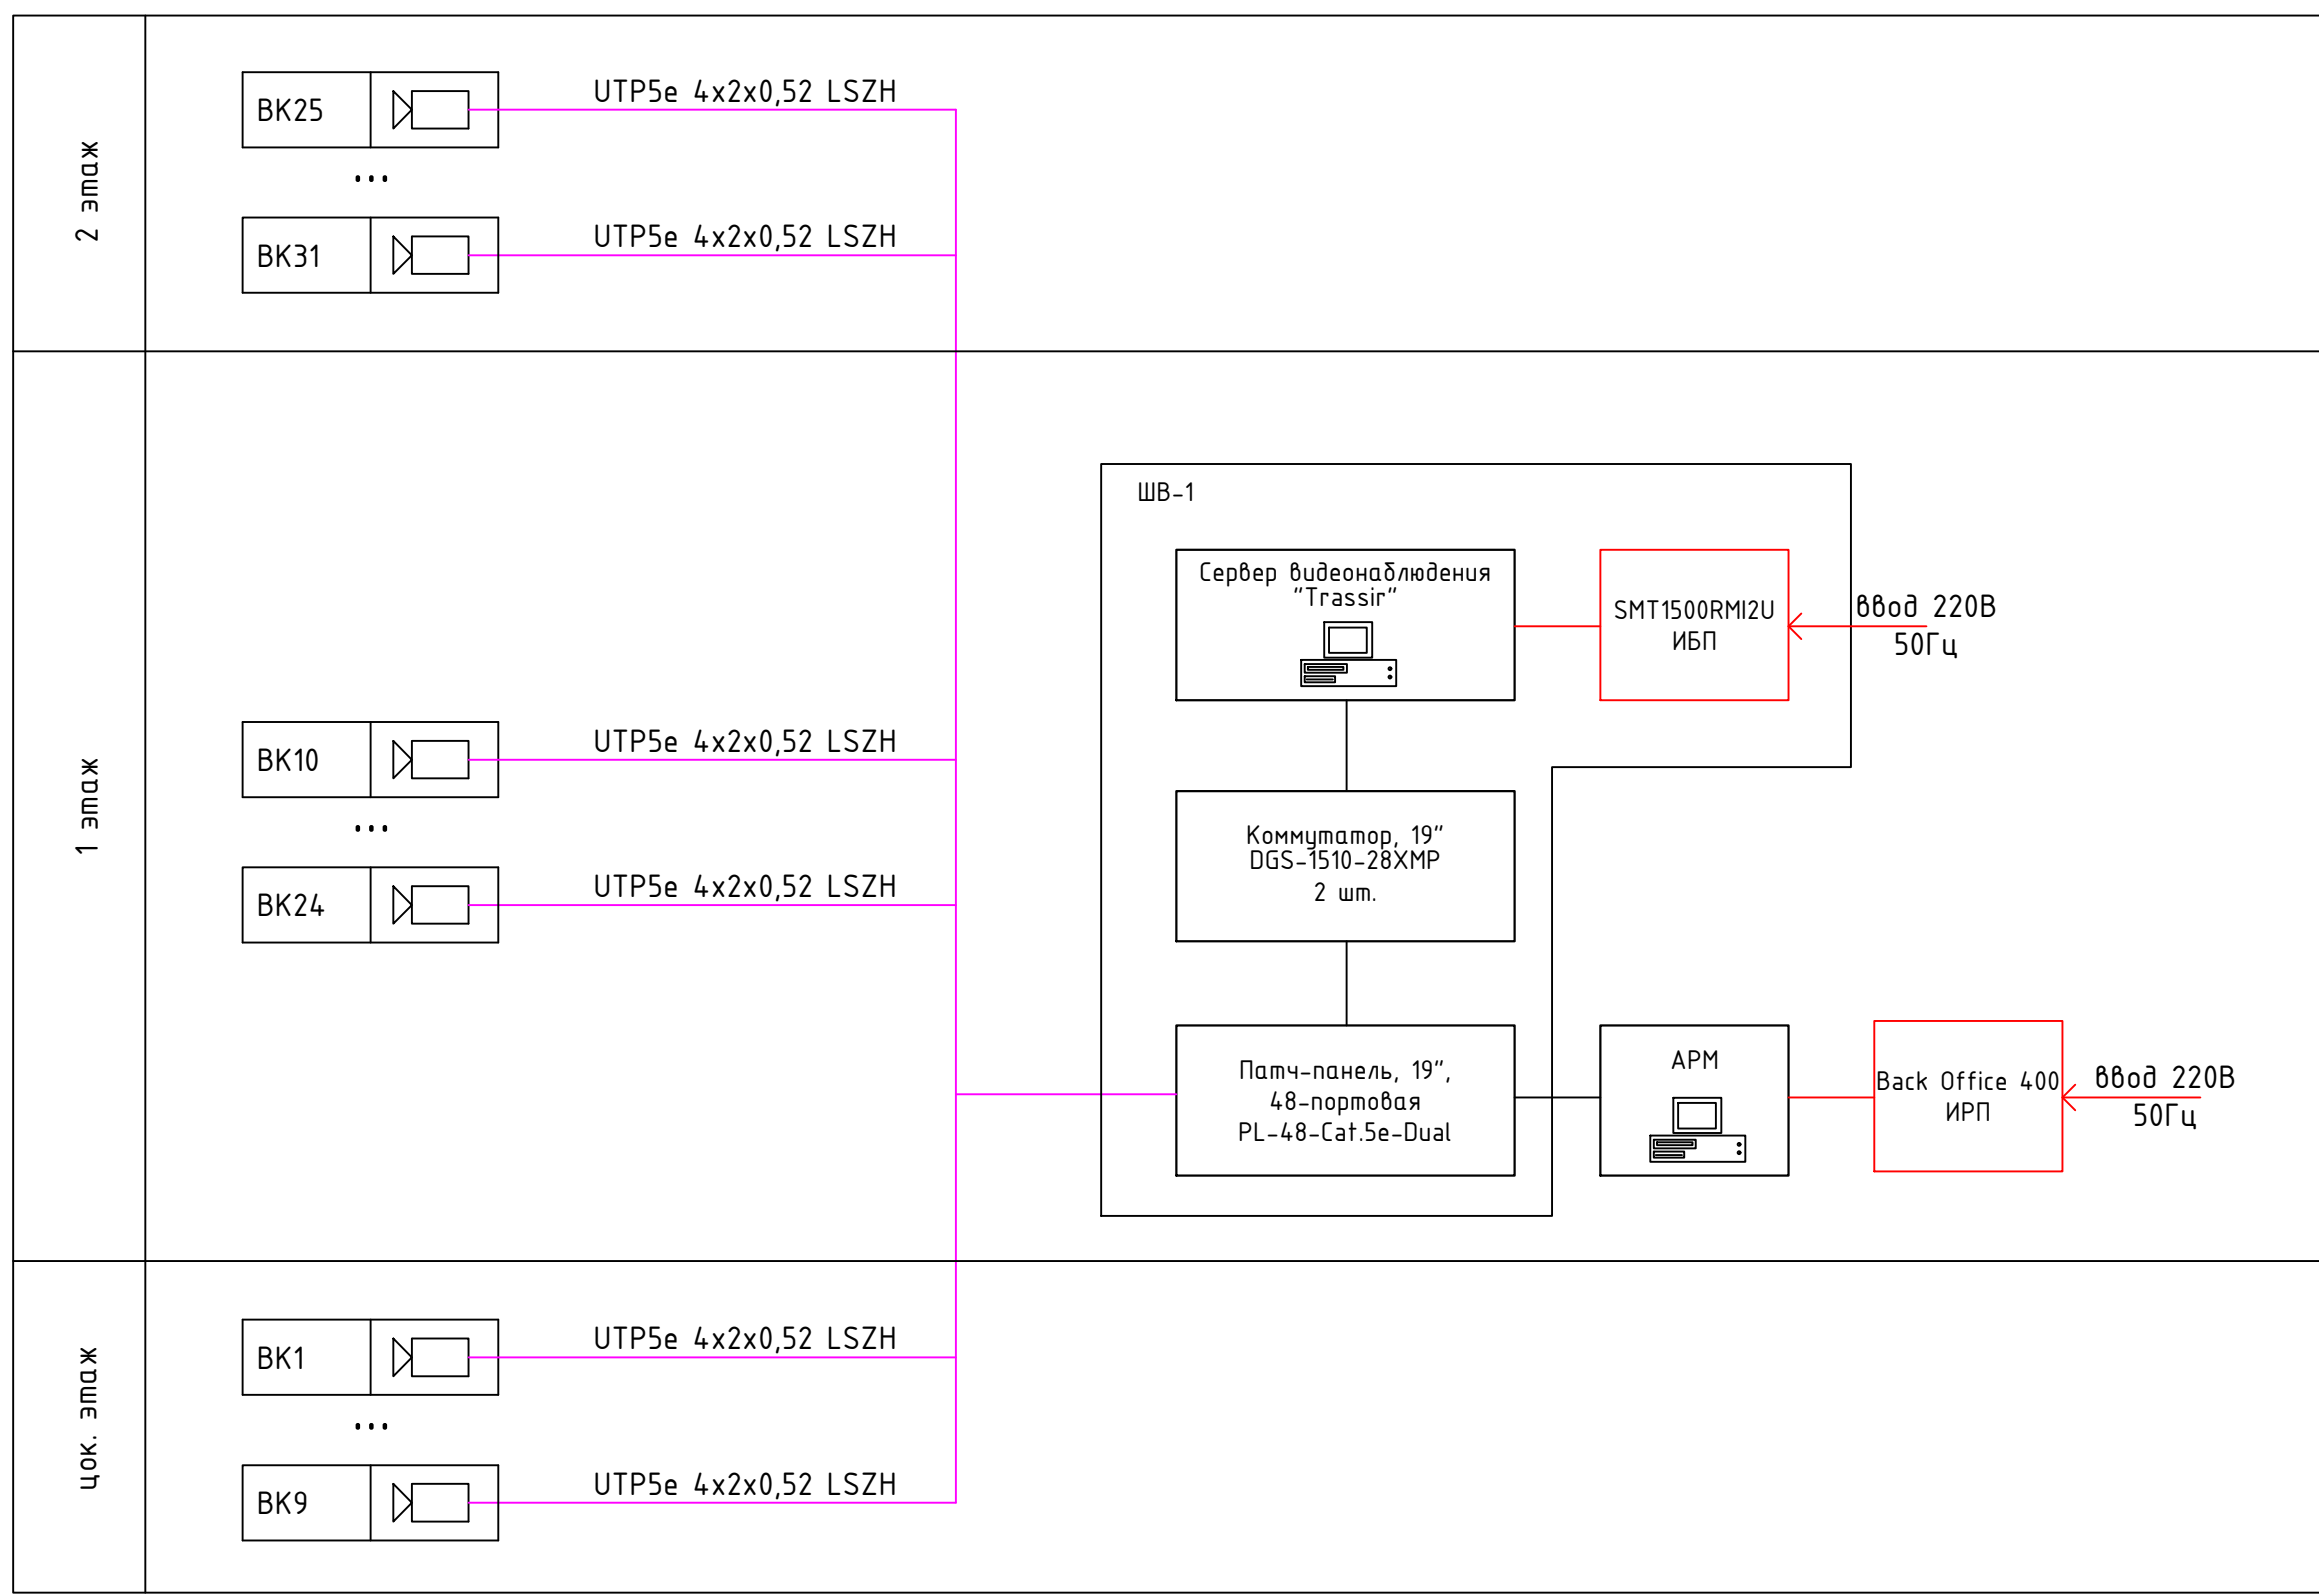 2 этаж
ВК25
UTP5e 4x2x0,52 LSZH
...
ВК31
UTP5e 4x2x0,52 LSZH
1 этаж
ВК10
UTP5e 4x2x0,52 LSZH
...
ВК24
UTP5e 4x2x0,52 LSZH
ШВ-1
Сервер видеонаблюдения
"Trassir"
SMT1500RMI2U
ИБП
ввод 220В
50Гц
Коммутатор, 19"
DGS-1510-28XMP
2 шт.
Патч-панель, 19",
48-портовая
PL-48-Cat.5e-Dual
АРМ
Back Office 400
ИРП
ввод 220В
50Гц
цок. этаж
ВК1
UTP5e 4x2x0,52 LSZH
...
ВК9
UTP5e 4x2x0,52 LSZH